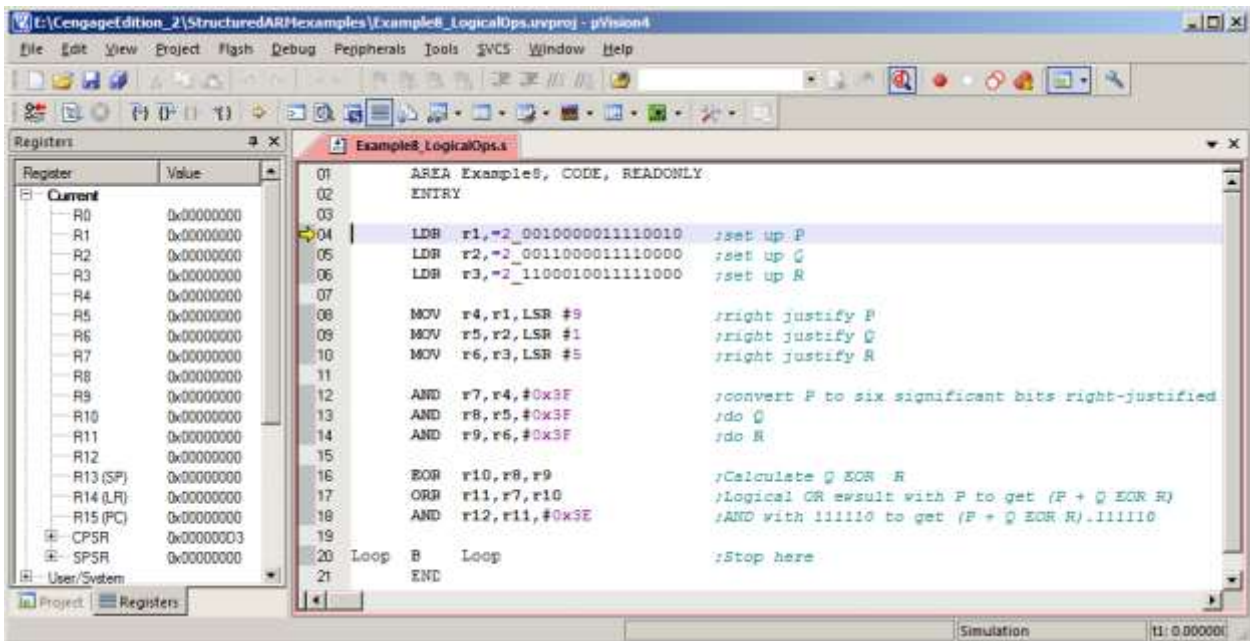 E:\CengageEdition_2\StructuredARMexamples\Example8_LogicalOps.uvproj - µVision4
File Edit View Project Flash Debug Peripherals Tools SVCS Window Help
Registers
Example8_LogicalOps.s
Register Value
Current
R0 0x00000000
R1 0x00000000
R2 0x00000000
R3 0x00000000
R4 0x00000000
R5 0x00000000
R6 0x00000000
R7 0x00000000
R8 0x00000000
R9 0x00000000
R10 0x00000000
R11 0x00000000
R12 0x00000000
R13 (SP) 0x00000000
R14 (LR) 0x00000000
R15 (PC) 0x00000000
CPSR 0x000000D3
SPSR 0x00000000
User/System
Project Registers
01 AREA Example8, CODE, READONLY
02 ENTRY
03
04 LDR r1,=2_0010000011110010 ;set up P
05 LDR r2,=2_0011000011110000 ;set up Q
06 LDR r3,=2_1100010011111000 ;set up R
07
08 MOV r4,r1,LSR #9 ;right justify P
09 MOV r5,r2,LSR #1 ;right justify Q
10 MOV r6,r3,LSR #5 ;right justify R
11
12 AND r7,r4,#0x3F ;convert P to six significant bits right-justified
13 AND r8,r5,#0x3F ;do Q
14 AND r9,r6,#0x3F ;do R
15
16 EOR r10,r8,r9 ;Calculate Q EOR R
17 ORR r11,r7,r10 ;Logical OR ewsult with P to get (P + Q EOR R)
18 AND r12,r11,#0x3E ;AND with 111110 to get (P + Q EOR R).111110
19
20 Loop B Loop ;Stop here
21 END
Simulation t1: 0.000000